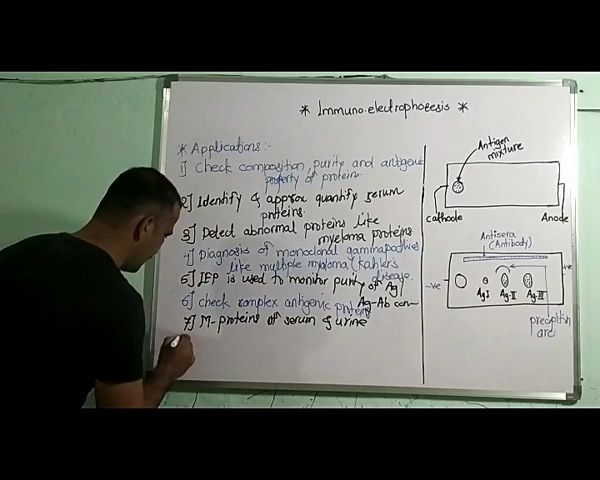 * Immuno.electrophoresis *
* Applications:-
1] Check composition, purity and antigenic
property of protein.
2] Identify & approx quantify serum
proteins.
3] Detect abnormal proteins like
myeloma proteins
4] Diagnosis of monoclonal gammapathies
like multiple myloma/Kahler's
disease.
5] IEP is used to monitor purity of Ag
6] check complex antigenic proteins
Ag-Ab con-
7] M-proteins of serum & urine
Antigen
mixture
Cathode
Anode
Antisera
(Antibody)
-ve
+ve
Ag I
Ag-II
Ag-III
precipitin
arc